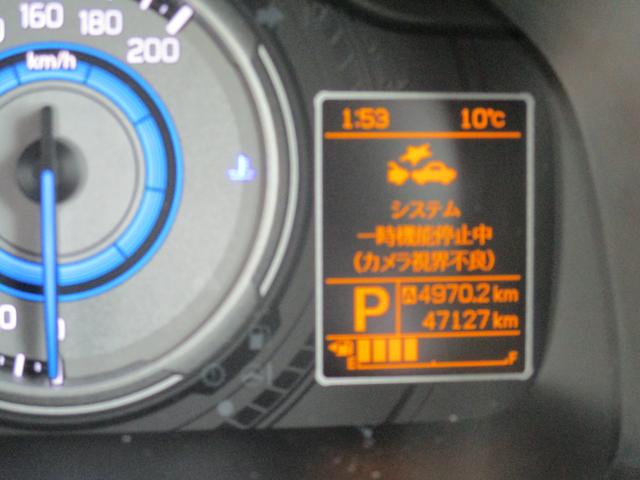 160 180
200
km/h
1:53 10℃
システム
一時機能停止中
(カメラ視界不良)
P
A 4970.2 km
47127 km
E F